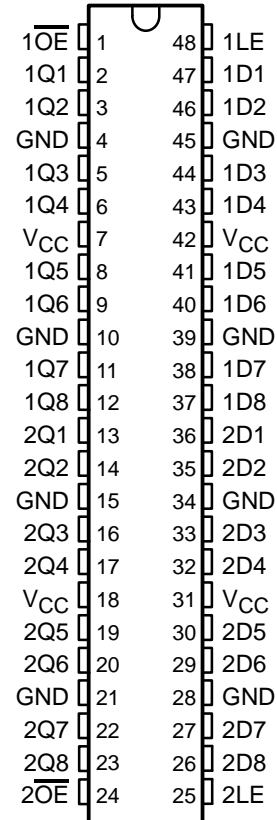 1O̅E̅ 1 48 1LE
1Q1 2 47 1D1
1Q2 3 46 1D2
GND 4 45 GND
1Q3 5 44 1D3
1Q4 6 43 1D4
VCC 7 42 VCC
1Q5 8 41 1D5
1Q6 9 40 1D6
GND 10 39 GND
1Q7 11 38 1D7
1Q8 12 37 1D8
2Q1 13 36 2D1
2Q2 14 35 2D2
GND 15 34 GND
2Q3 16 33 2D3
2Q4 17 32 2D4
VCC 18 31 VCC
2Q5 19 30 2D5
2Q6 20 29 2D6
GND 21 28 GND
2Q7 22 27 2D7
2Q8 23 26 2D8
2O̅E̅ 24 25 2LE